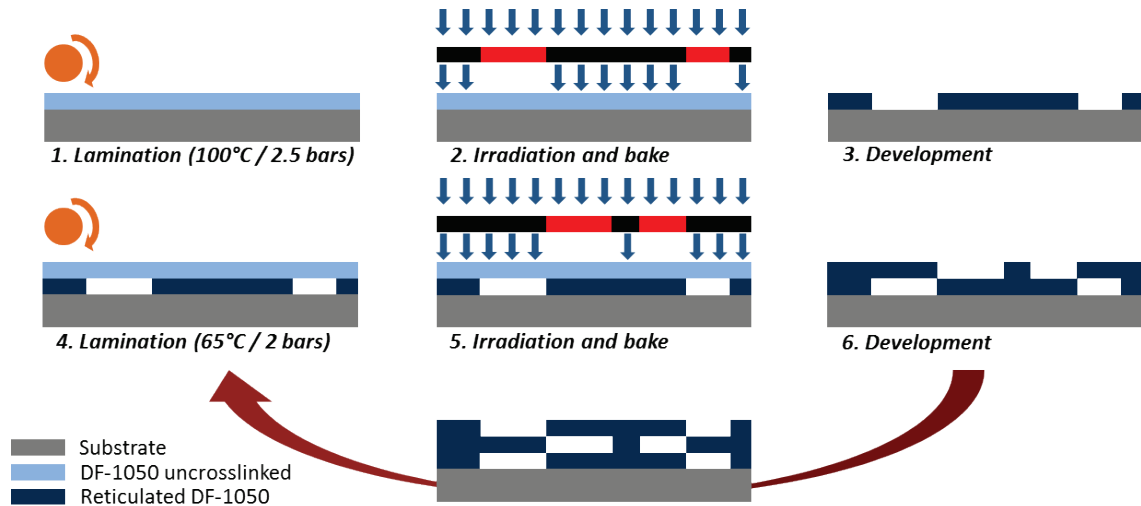 1. Lamination (100°C / 2.5 bars)
2. Irradiation and bake
3. Development
4. Lamination (65°C / 2 bars)
5. Irradiation and bake
6. Development
Substrate
DF-1050 uncrosslinked
Reticulated DF-1050